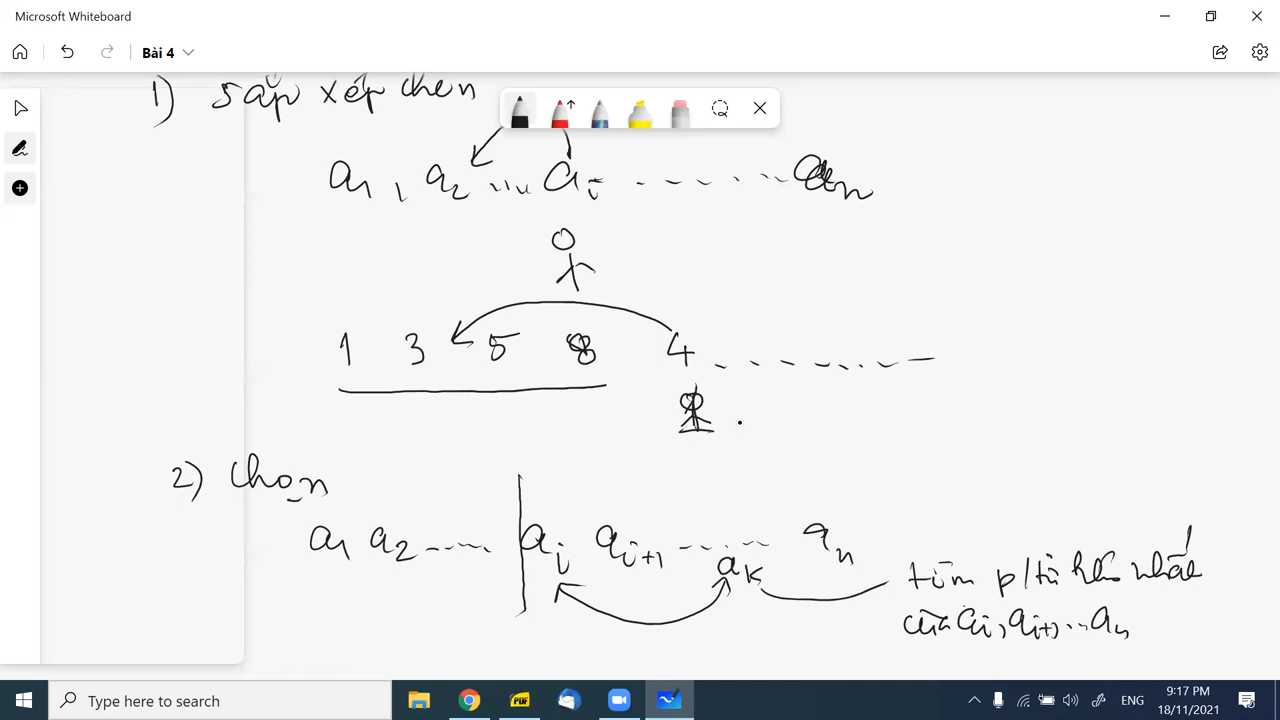 Microsoft Whiteboard
Bài 4
1) sắp xếp chèn
a1, a2 ... ai ....... an
1 3 5 8 4 .......
2) chọn
a1 a2 ..... ai ai+1 ..... ak an
tìm p/tử nhất
của ai, ai+1 ... an
Type here to search
ENG
9:17 PM
18/11/2021